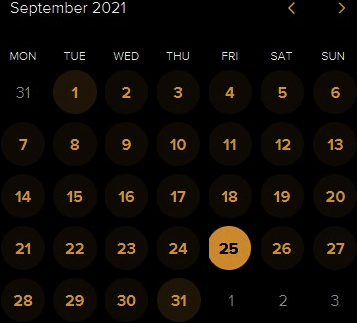 September 2021
MON TUE WED THU FRI SAT SUN
31 1 2 3 4 5 6
7 8 9 10 11 12 13
14 15 16 17 18 19 20
21 22 23 24 25 26 27
28 29 30 31 1 2 3